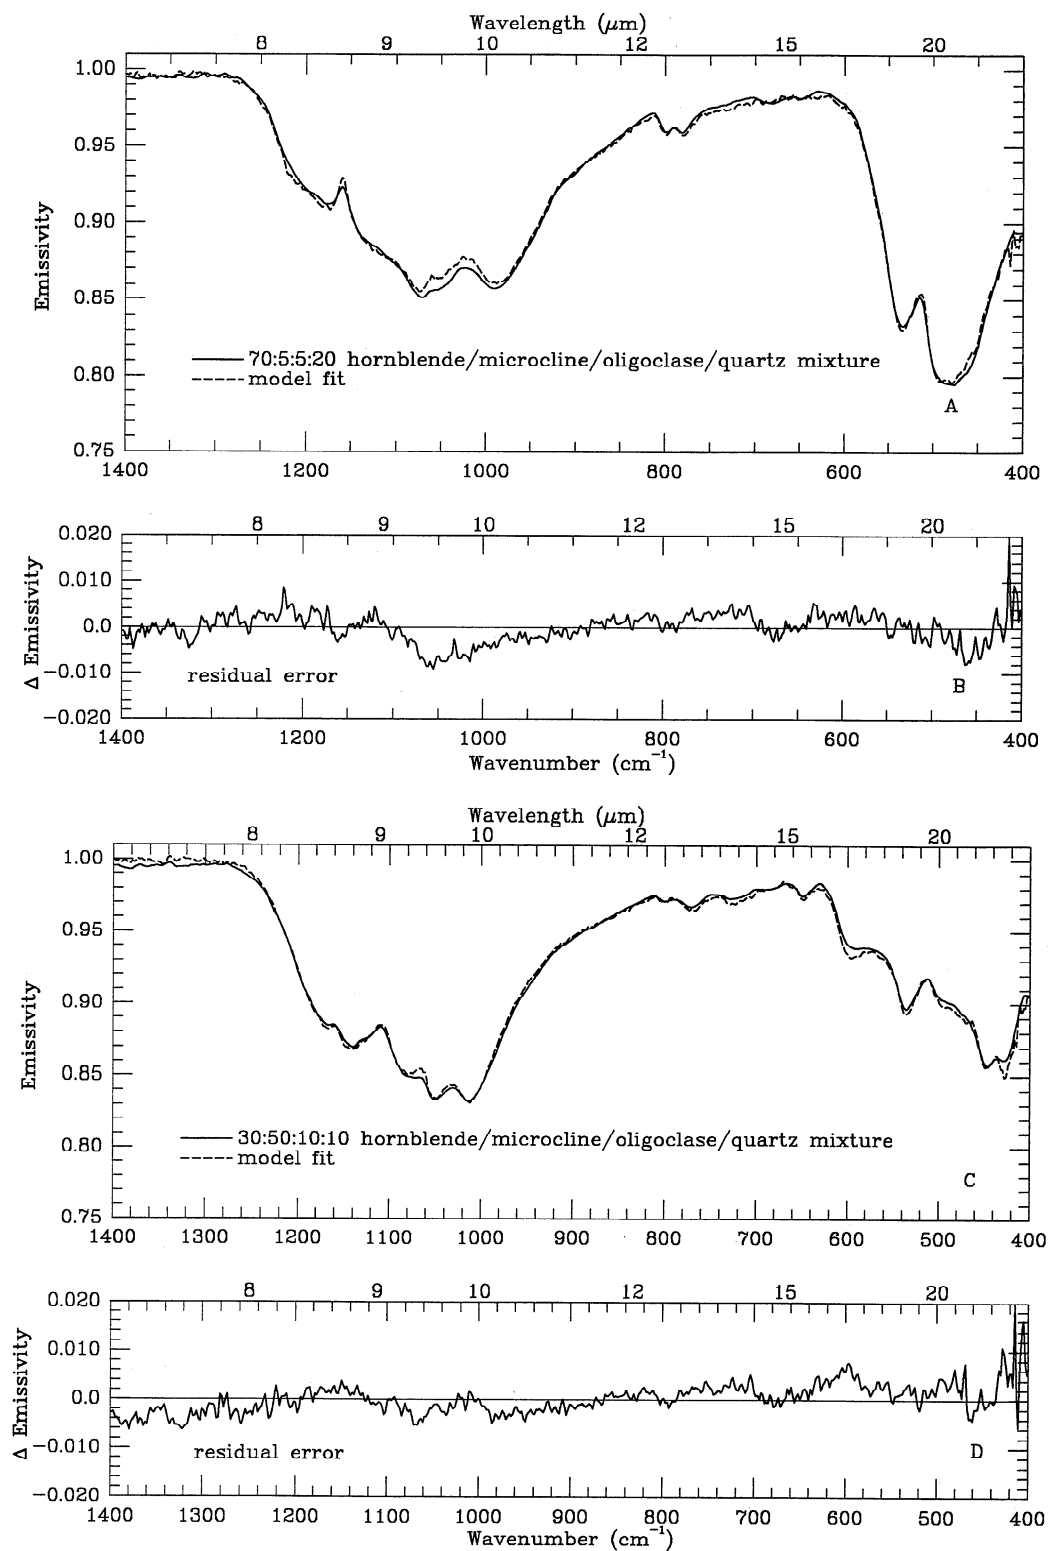 Wavelength (μm)
8 9 10 12 15 20
1.00
0.95
0.90
0.85
0.80
0.75
Emissivity
70:5:5:20 hornblende/microcline/oligoclase/quartz mixture
model fit
A
1400 1200 1000 800 600 400
8 9 10 12 15 20
0.020
0.010
0.0
−0.010
−0.020
Δ Emissivity
residual error
B
1400 1200 1000 800 600 400
Wavenumber (cm⁻¹)
Wavelength (μm)
8 9 10 12 15 20
1.00
0.95
0.90
0.85
0.80
0.75
Emissivity
30:50:10:10 hornblende/microcline/oligoclase/quartz mixture
model fit
C
1400 1300 1200 1100 1000 900 800 700 600 500 400
8 9 10 12 15 20
0.020
0.010
0.0
−0.010
−0.020
Δ Emissivity
residual error
D
1400 1300 1200 1100 1000 900 800 700 600 500 400
Wavenumber (cm⁻¹)